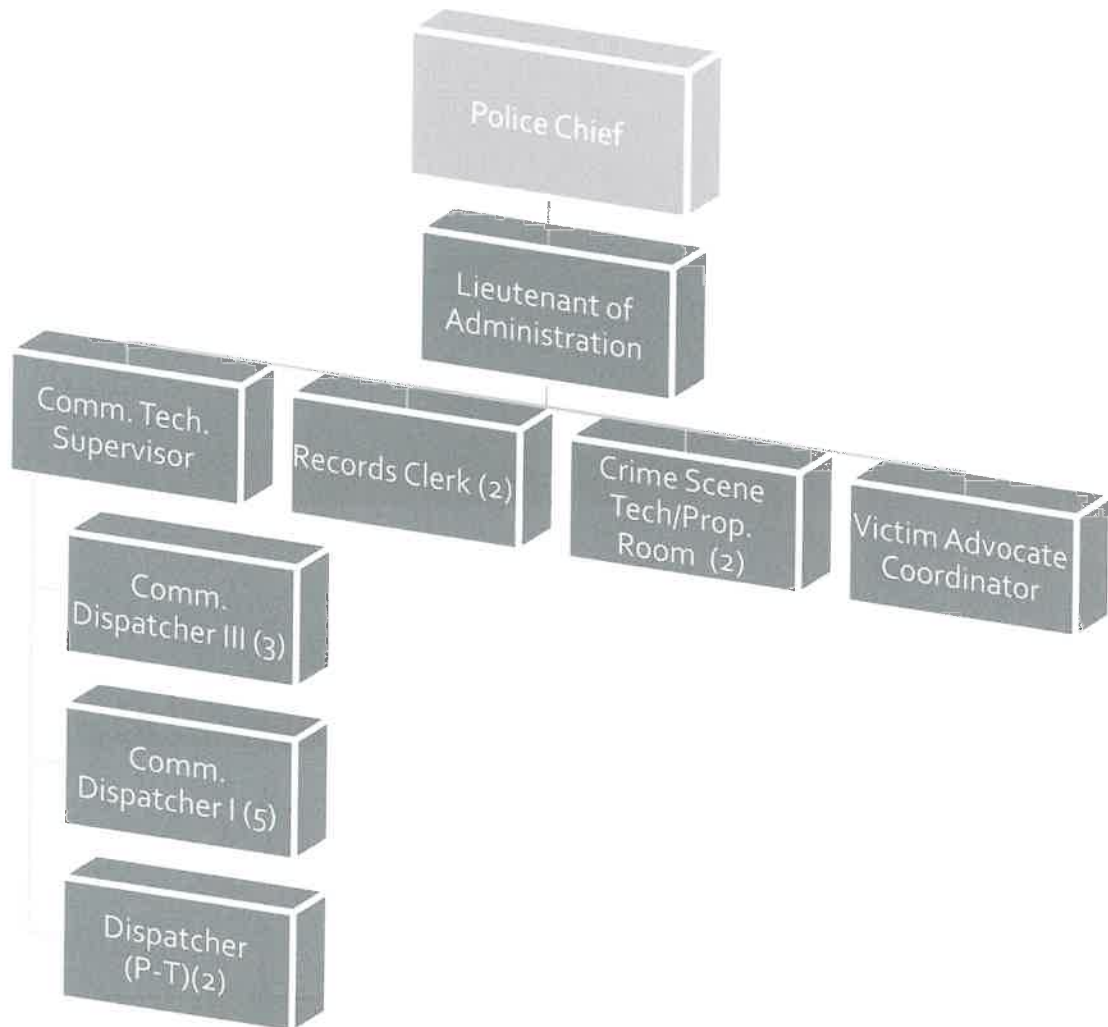 Police Chief
Lieutenant of
Administration
Comm. Tech.
Supervisor
Records Clerk (2)
Crime Scene
Tech/Prop.
Room (2)
Victim Advocate
Coordinator
Comm.
Dispatcher III (3)
Comm.
Dispatcher I (5)
Dispatcher
(P-T)(2)